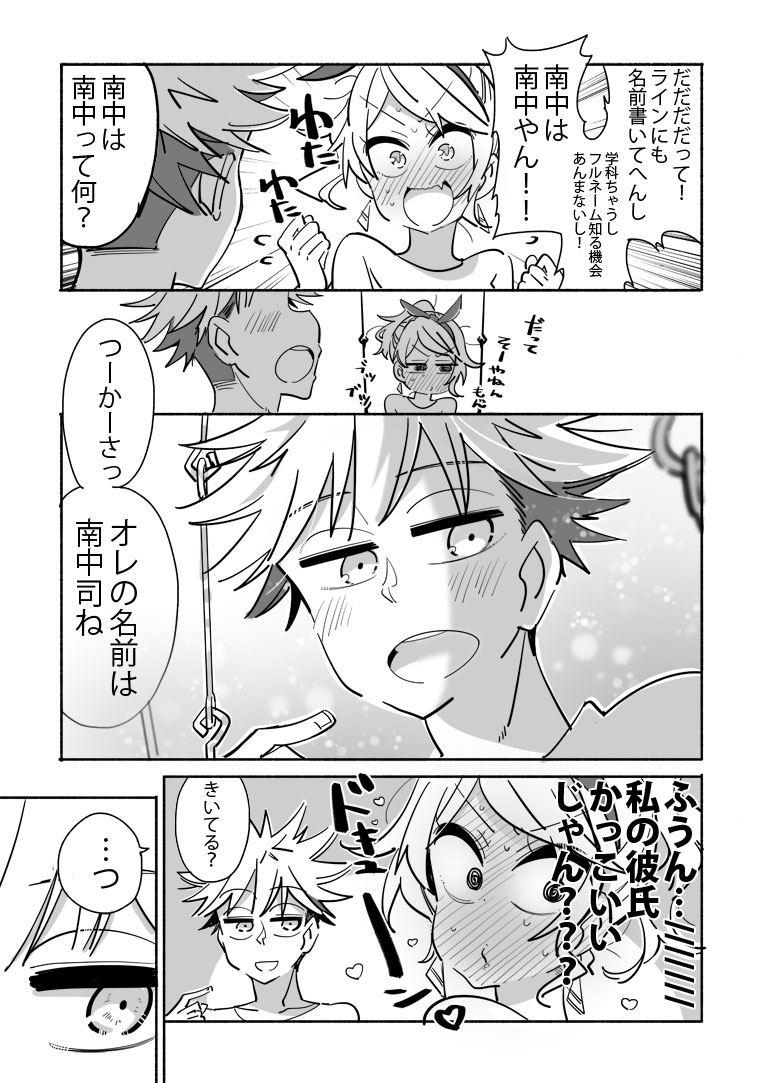 だだだだって！
ラインにも
名前書いてへんし
学科ちゃうし
フルネーム知る機会
あんまないし！
南中は
南中やん！！
わた
わた
南中は
南中って何？
だって
そーやねん
もん
ブッ
ブツ
つーかーさっ
オレの名前は
南中司ね
ふうん…
私の彼氏
かっこいい
じゃん？？？
ドキューン
きいてる？
…っ